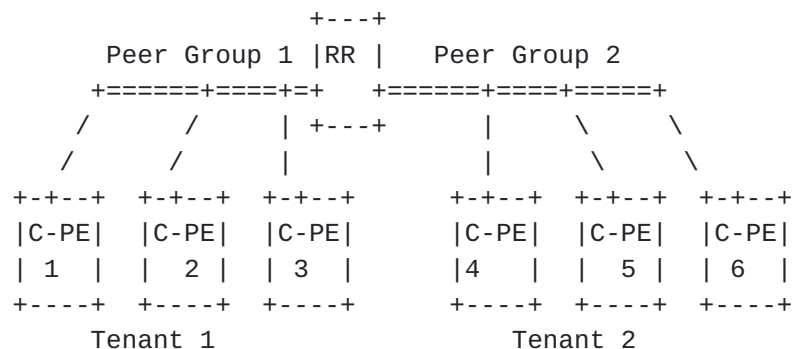 +---+
      Peer Group 1 |RR |   Peer Group 2
     +======+====+=+   +======+====+=====+
    /      /     | +---+      |     \     \
   /      /      |            |      \     \
+-+--+  +-+--+  +-+--+      +-+--+  +-+--+  +-+--+
|C-PE|  |C-PE|  |C-PE|      |C-PE|  |C-PE|  |C-PE|
| 1  |  |  2 |  | 3  |      |4   |  |  5 |  | 6  |
+----+  +----+  +----+      +----+  +----+  +----+
     Tenant 1                   Tenant 2